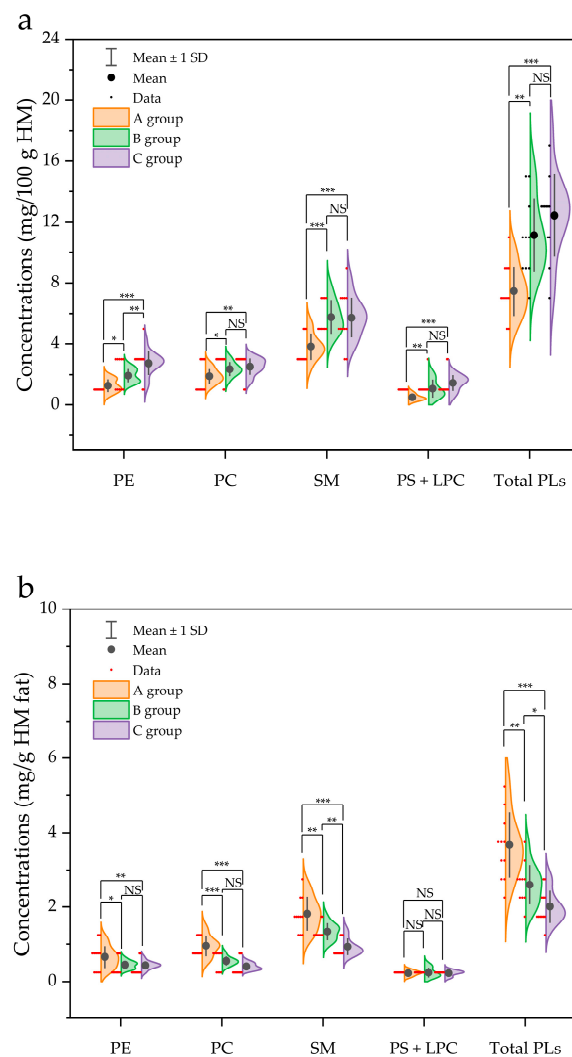 a
24
20
16
12
8
4
0
Concentrations (mg/100 g HM)
Mean ± 1 SD
Mean
Data
A group
B group
C group
***
**
*
**
NS
*
***
NS
***
***
NS
**
***
NS
**
PE
PC
SM
PS + LPC
Total PLs
b
10
8
6
4
2
0
Concentrations (mg/g HM fat)
Mean ± 1 SD
Mean
Data
A group
B group
C group
**
NS
*
***
NS
***
***
**
**
NS
NS
NS
***
*
**
PE
PC
SM
PS + LPC
Total PLs